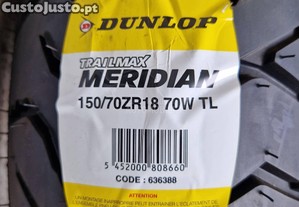 CustoJusto.pt
DUNLOP
TRAILMAX
MERIDIAN
150/70ZR18 70W TL
5 452000 808660
CODE : 636388
ATTENTION